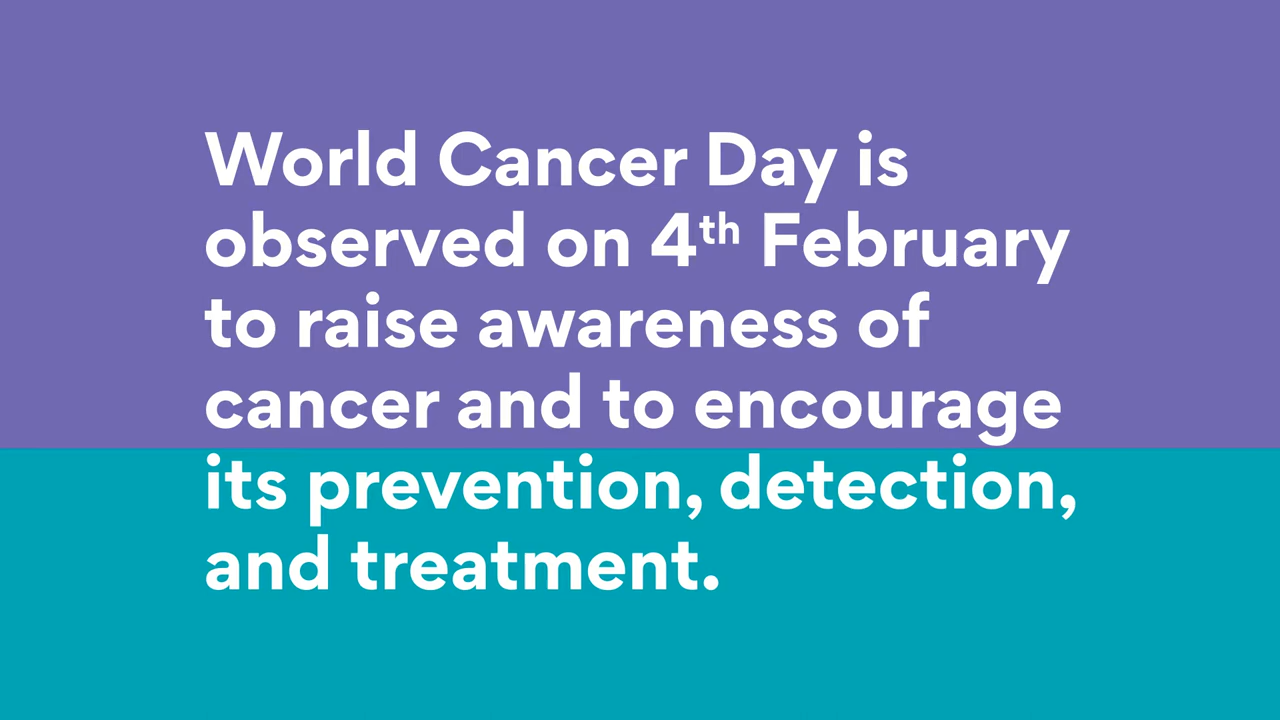 World Cancer Day is
observed on 4th February
to raise awareness of
cancer and to encourage
its prevention, detection,
and treatment.